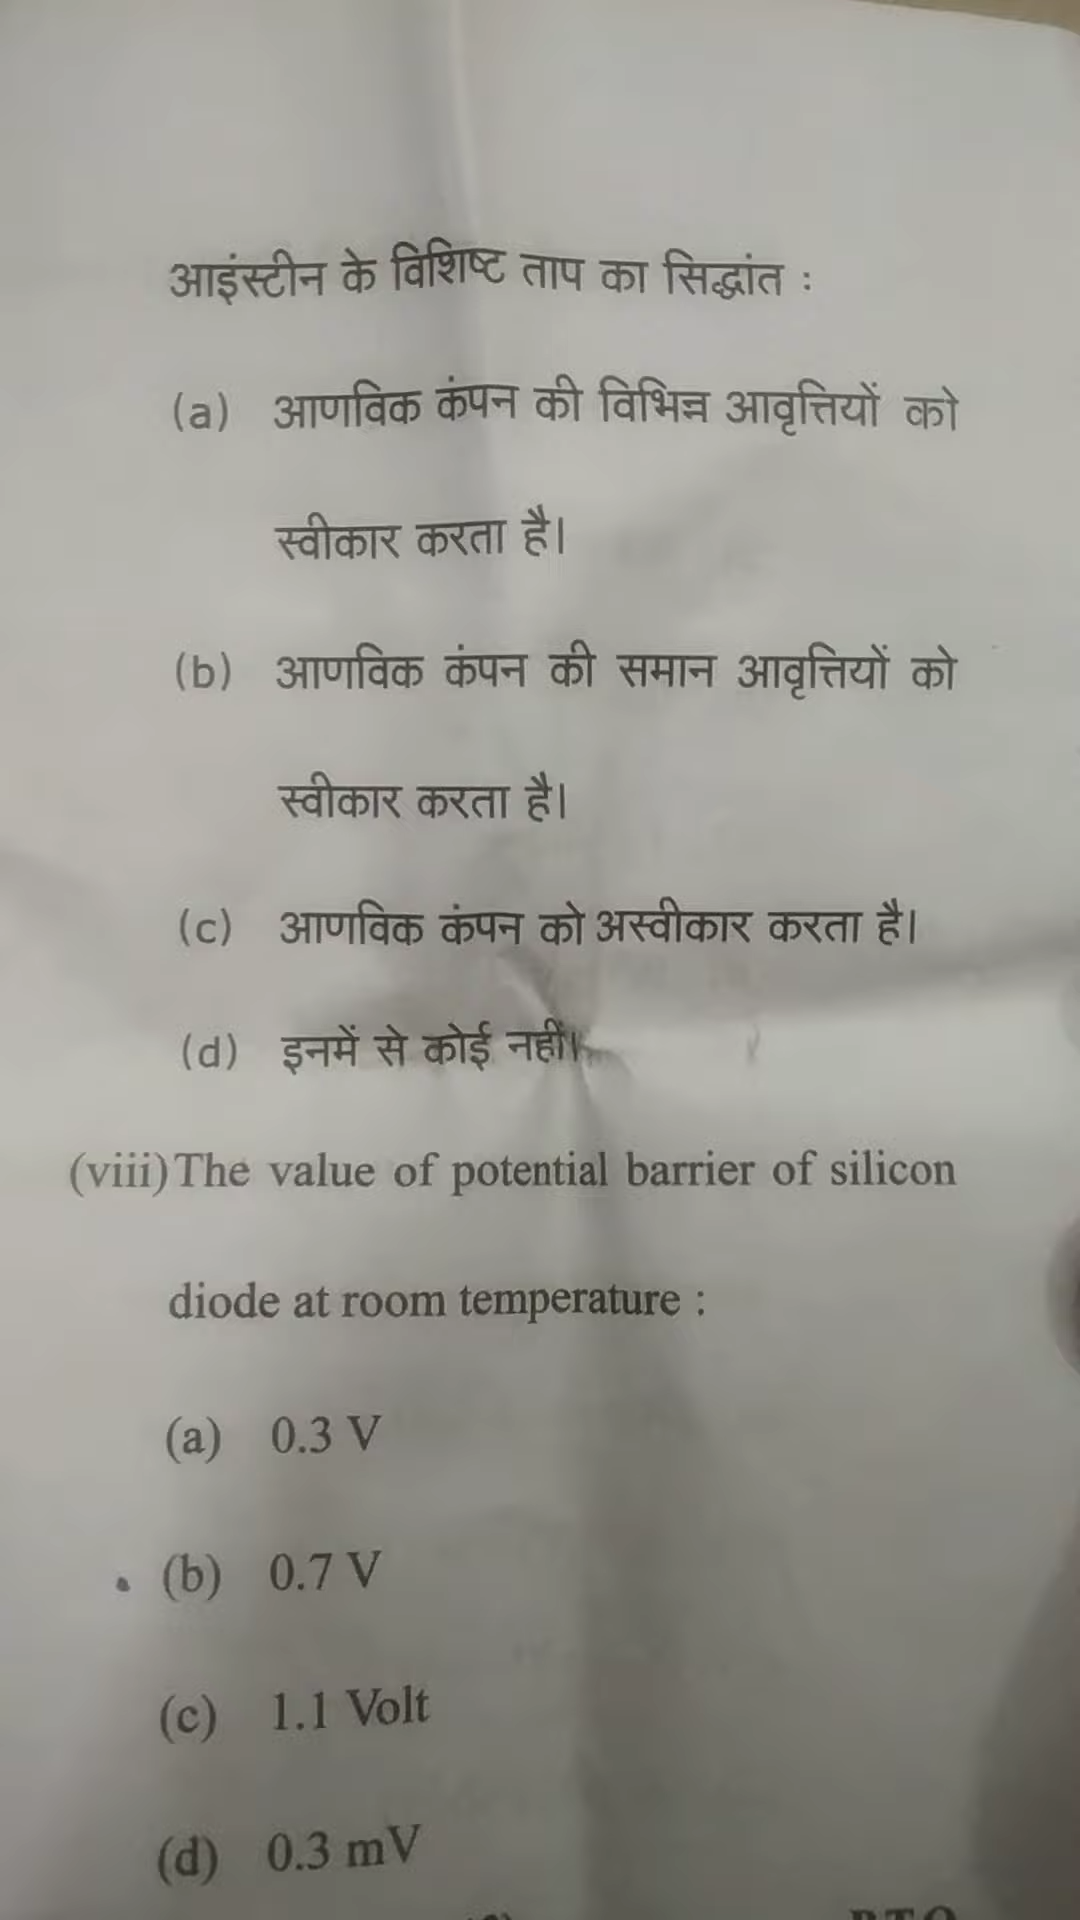 आइंस्टीन के विशिष्ट ताप का सिद्धांत :
(a) आणविक कंपन की विभिन्न आवृत्तियों को
स्वीकार करता है।
(b) आणविक कंपन की समान आवृत्तियों को
स्वीकार करता है।
(c) आणविक कंपन को अस्वीकार करता है।
(d) इनमें से कोई नहीं।
(viii) The value of potential barrier of silicon
diode at room temperature :
(a) 0.3 V
(b) 0.7 V
(c) 1.1 Volt
(d) 0.3 mV